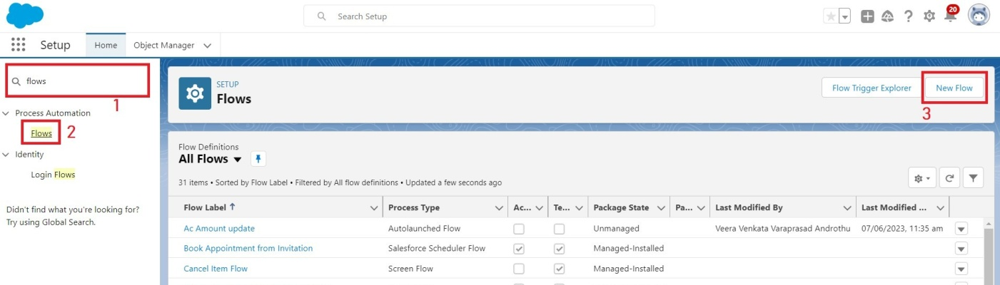 Search Setup
20
Setup Home Object Manager
flows
1
Process Automation
Flows
2
Identity
Login Flows
Didn't find what you're looking for?
Try using Global Search.
SETUP
Flows
Flow Trigger Explorer
New Flow
3
Flow Definitions
All Flows
31 items • Sorted by Flow Label • Filtered by All flow definitions • Updated a few seconds ago
Flow Label ↑ Process Type Ac... Te... Package State Pa... Last Modified By Last Modified ...
Ac Amount update Autolaunched Flow Unmanaged Veera Venkata Varaprasad Androthu 07/06/2023, 11:35 am
Book Appointment from Invitation Salesforce Scheduler Flow Managed-Installed
Cancel Item Flow Screen Flow Managed-Installed